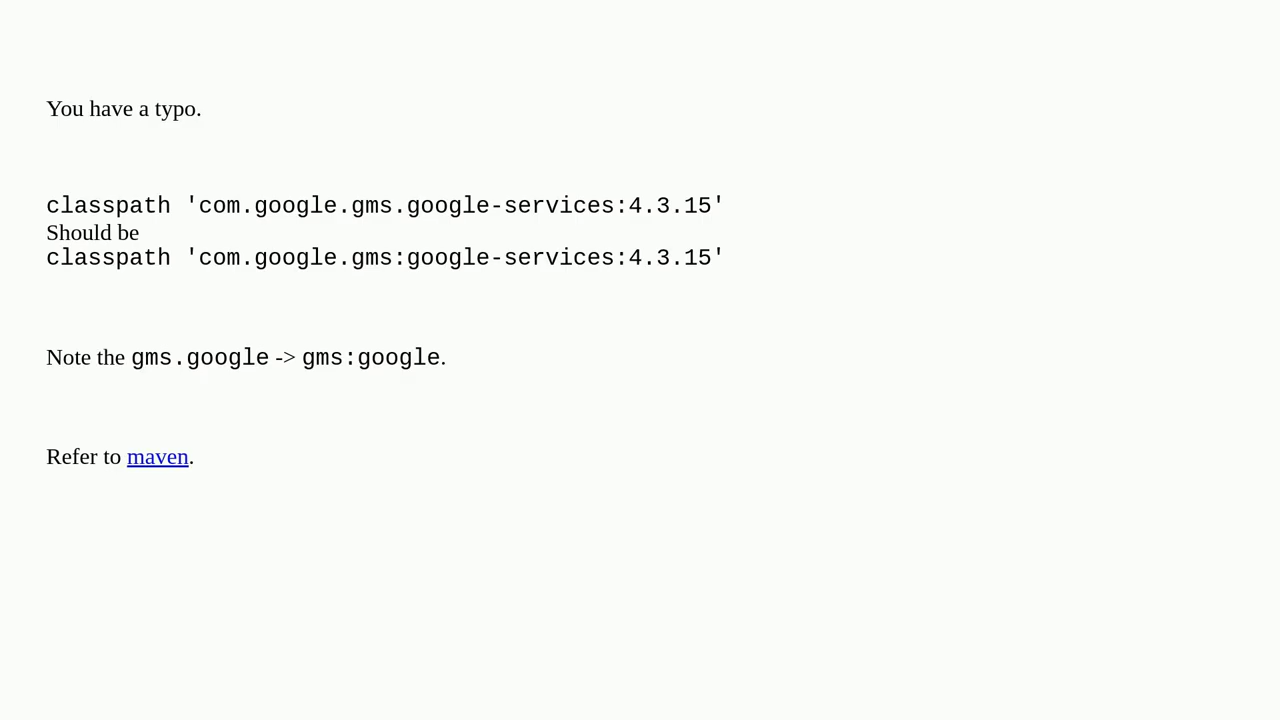 You have a typo.
classpath 'com.google.gms.google-services:4.3.15'
Should be
classpath 'com.google.gms:google-services:4.3.15'
Note the gms.google -> gms:google.
Refer to maven.